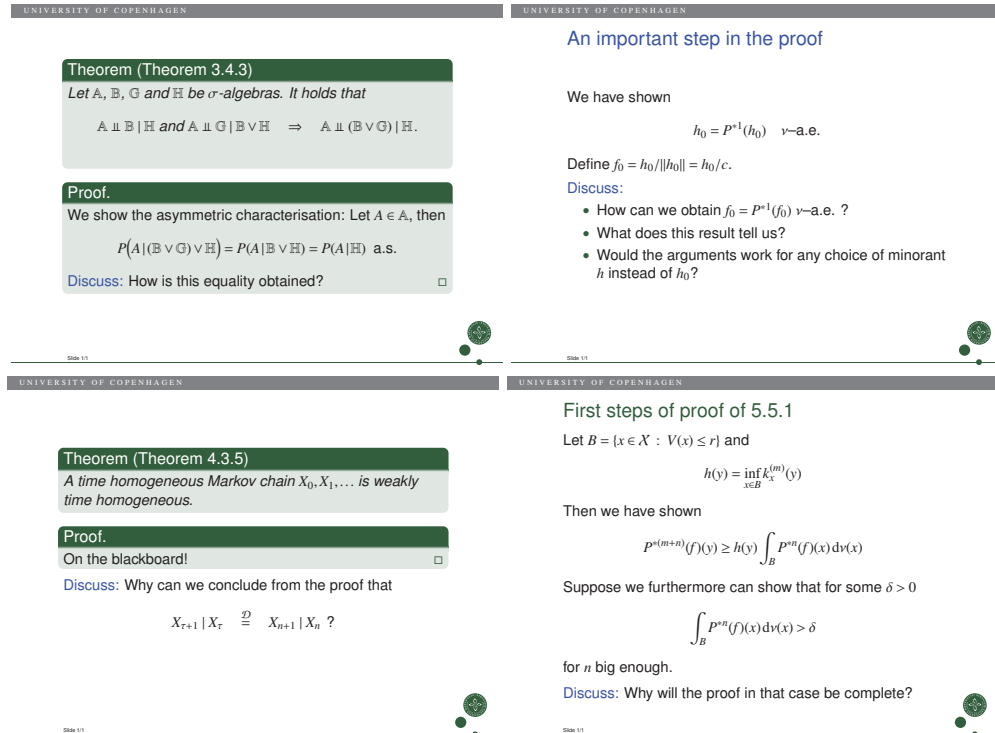 UNIVERSITY OF COPENHAGEN
Theorem (Theorem 3.4.3)
Let 𝔸, 𝔹, 𝔾 and ℍ be σ-algebras. It holds that
𝔸 ⫫ 𝔹 | ℍ and 𝔸 ⫫ 𝔾 | 𝔹 ∨ ℍ ⇒ 𝔸 ⫫ (𝔹 ∨ 𝔾) | ℍ.
Proof.
We show the asymmetric characterisation: Let A ∈ 𝔸, then
P(A | (𝔹 ∨ 𝔾) ∨ ℍ) = P(A | 𝔹 ∨ ℍ) = P(A | ℍ) a.s.
Discuss: How is this equality obtained? □
Slide 1/1
UNIVERSITY OF COPENHAGEN
An important step in the proof
We have shown
h₀ = P*¹(h₀) ν–a.e.
Define f₀ = h₀/||h₀|| = h₀/c.
Discuss:
• How can we obtain f₀ = P*¹(f₀) ν–a.e. ?
• What does this result tell us?
• Would the arguments work for any choice of minorant
h instead of h₀?
Slide 1/1
UNIVERSITY OF COPENHAGEN
Theorem (Theorem 4.3.5)
A time homogeneous Markov chain X₀, X₁, … is weakly
time homogeneous.
Proof.
On the blackboard! □
Discuss: Why can we conclude from the proof that
X_{τ+1} | X_τ 𝒟= X_{n+1} | X_n ?
Slide 1/1
UNIVERSITY OF COPENHAGEN
First steps of proof of 5.5.1
Let B = {x ∈ 𝒳 : V(x) ≤ r} and
h(y) = inf_{x∈B} k_x^{(m)}(y)
Then we have shown
P^{*(m+n)}(f)(y) ≥ h(y) ∫_B P^{*n}(f)(x) dν(x)
Suppose we furthermore can show that for some δ > 0
∫_B P^{*n}(f)(x) dν(x) > δ
for n big enough.
Discuss: Why will the proof in that case be complete?
Slide 1/1